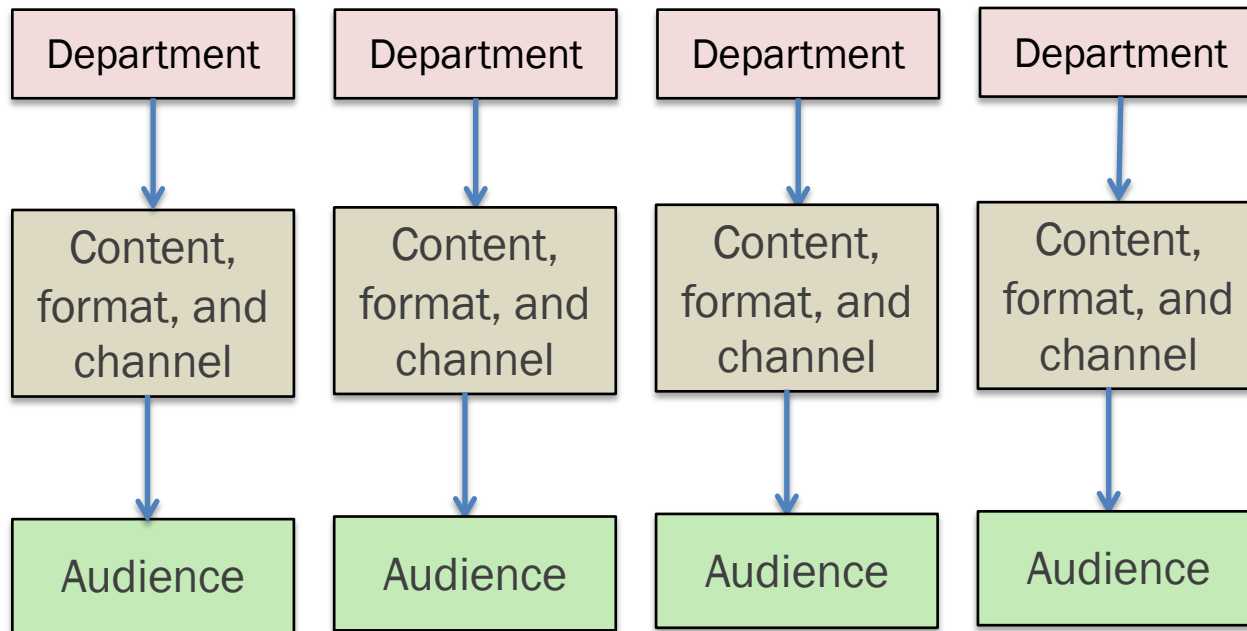 Department
Department
Department
Department
Content,
format, and
channel
Content,
format, and
channel
Content,
format, and
channel
Content,
format, and
channel
Audience
Audience
Audience
Audience